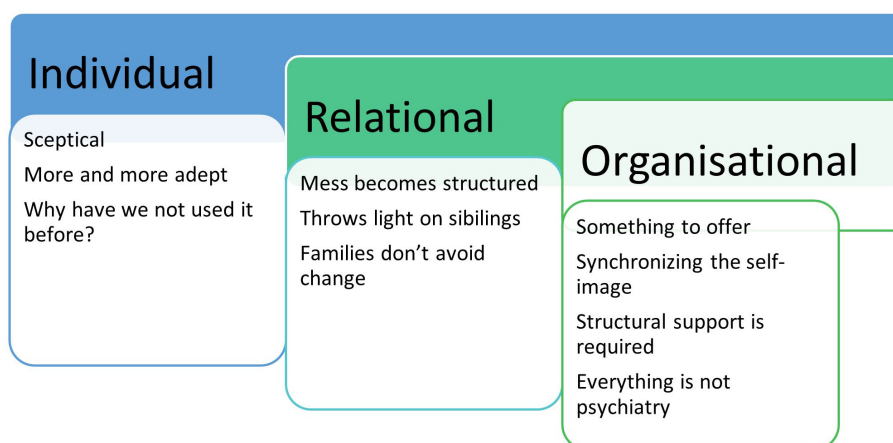 Individual
Sceptical
More and more adept
Why have we not used it
before?
Relational
Mess becomes structured
Throws light on sibilings
Families don’t avoid
change
Organisational
Something to offer
Synchronizing the self-
image
Structural support is
required
Everything is not
psychiatry